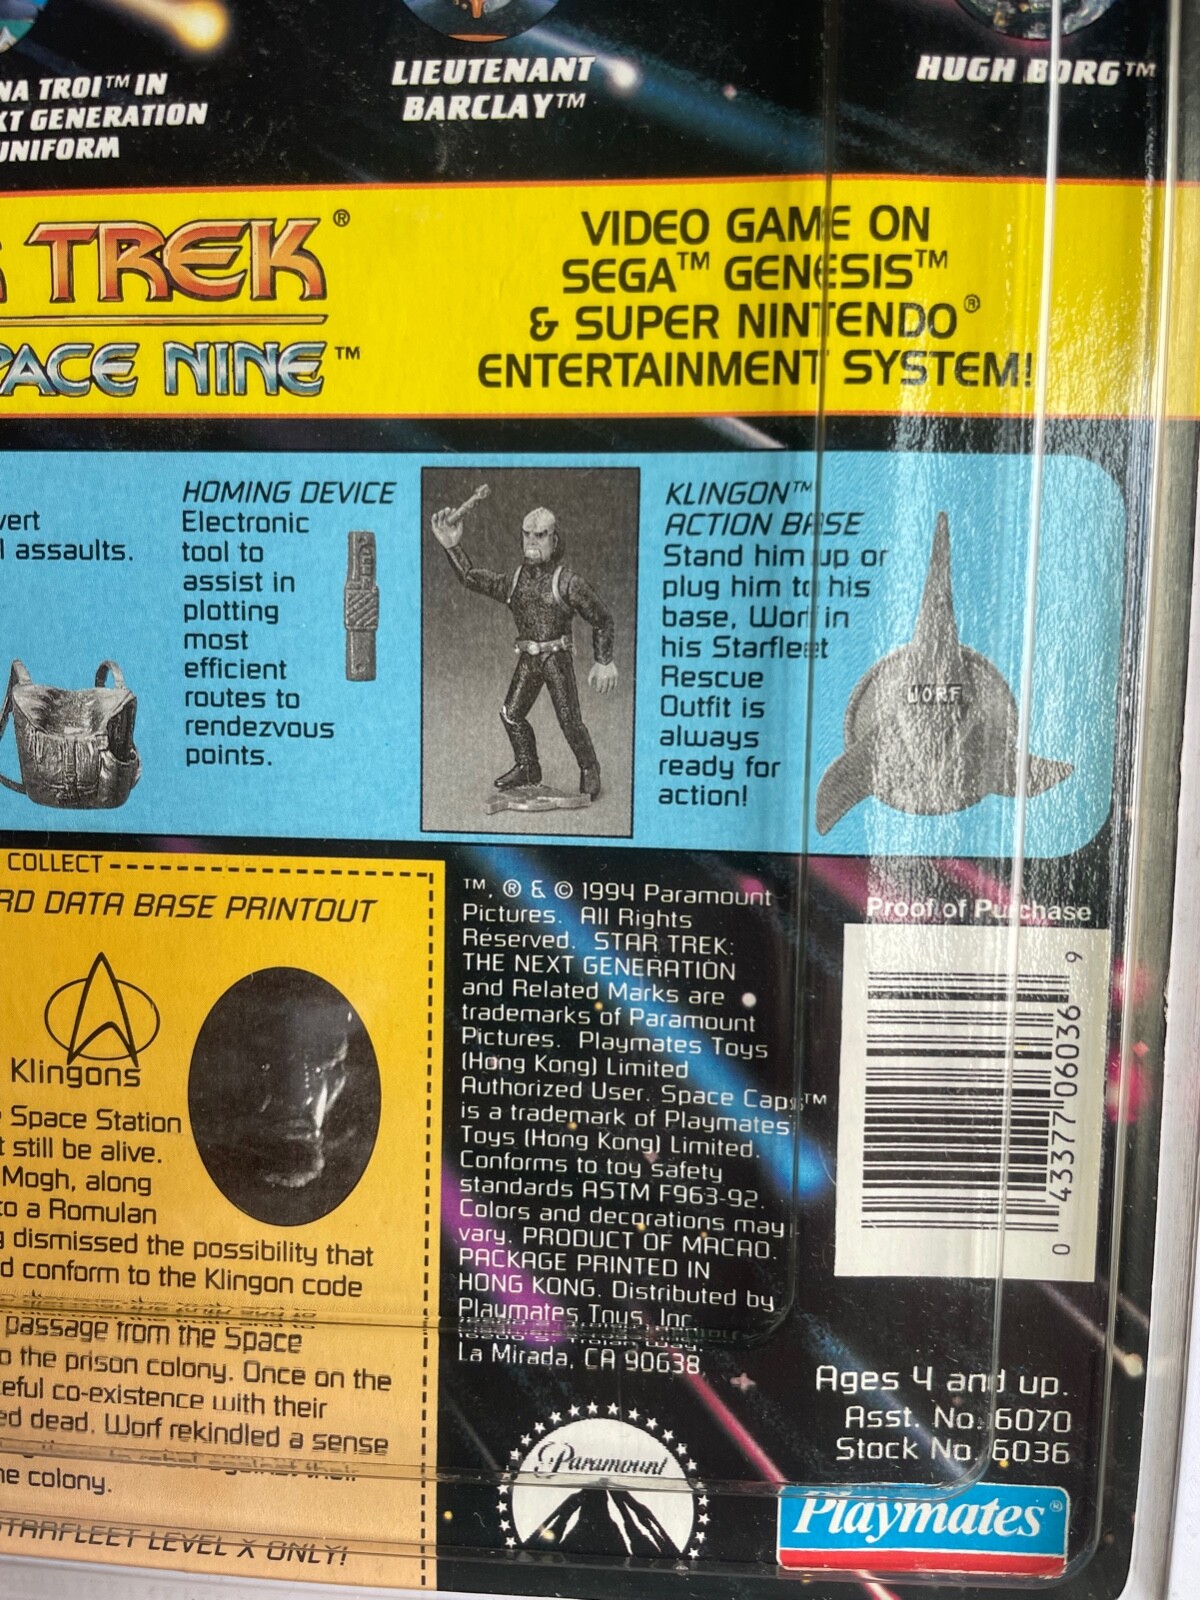 NA TROI™ IN
XT GENERATION
UNIFORM
LIEUTENANT
BARCLAY™
HUGH BORG™
TREK®
PACE NINE™
VIDEO GAME ON
SEGA™ GENESIS™
& SUPER NINTENDO®
ENTERTAINMENT SYSTEM!
vert
l assaults.
HOMING DEVICE
Electronic
tool to
assist in
plotting
most
efficient
routes to
rendezvous
points.
KLINGON™
ACTION BASE
Stand him up or
plug him to his
base, Worf in
his Starfleet
Rescue
Outfit is
always
ready for
action!
WORF
COLLECT
RD DATA BASE PRINTOUT
Klingons
Space Station
t still be alive.
Mogh, along
to a Romulan
g dismissed the possibility that
d conform to the Klingon code
passage from the Space
o the prison colony. Once on the
eful co-existence with their
ed dead. Worf rekindled a sense
he colony.
STARFLEET LEVEL X ONLY!
™, ® & © 1994 Paramount
Pictures. All Rights
Reserved. STAR TREK:
THE NEXT GENERATION
and Related Marks are
trademarks of Paramount
Pictures. Playmates Toys
(Hong Kong) Limited
Authorized User. Space Caps™
is a trademark of Playmates
Toys (Hong Kong) Limited.
Conforms to toy safety
standards ASTM F963-92.
Colors and decorations may
vary. PRODUCT OF MACAO.
PACKAGE PRINTED IN
HONG KONG. Distributed by
Playmates Toys, Inc.
La Mirada, CA 90638
Proof of Purchase
0 43377 06036 9
Ages 4 and up.
Asst. No. 6070
Stock No. 6036
Paramount
Playmates®